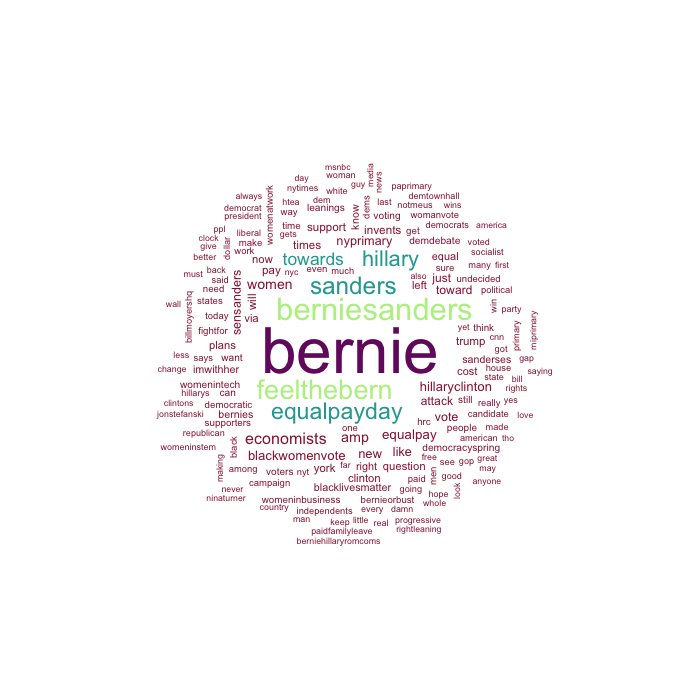 msnbc
day woman media
nytimes white guy news paprimary
always womenatwork htea dem dems last demtownhall
democrat way leanings know notmeus wins
president time support voting womanvote
ppl liberal gets invents get democrats america
clock make times nyprimary demdebate voted
give dollar work towards hillary equal socialist
better now nyc even much sure many first
must back pay also undecided
said women sanders left just political
billmoyershq sensanders will toward
wall states berniesanders win party
today via yet think primary miprimary
fightfor bernie trump cnn
plans got
less says want sanderses gap
change imwithher cost house saying
womenintech feelthebern state bill
hillarys can hillaryclinton rights
clintons democratic attack still really yes
jonstefanski bernies equalpayday vote candidate love
supporters hrc
republican one people made
black economists amp equalpay american tho
womeninstem blackwomenvote new like democracyspring
making among voters nyt york far right question free see gop great
never campaign clinton paid men good may anyone
ninaturner blacklivesmatter going look
womeninbusiness bernieorbust hope whole
country independents every damn
man keep little real progressive
paidfamilyleave rightleaning
berniehillaryromcoms